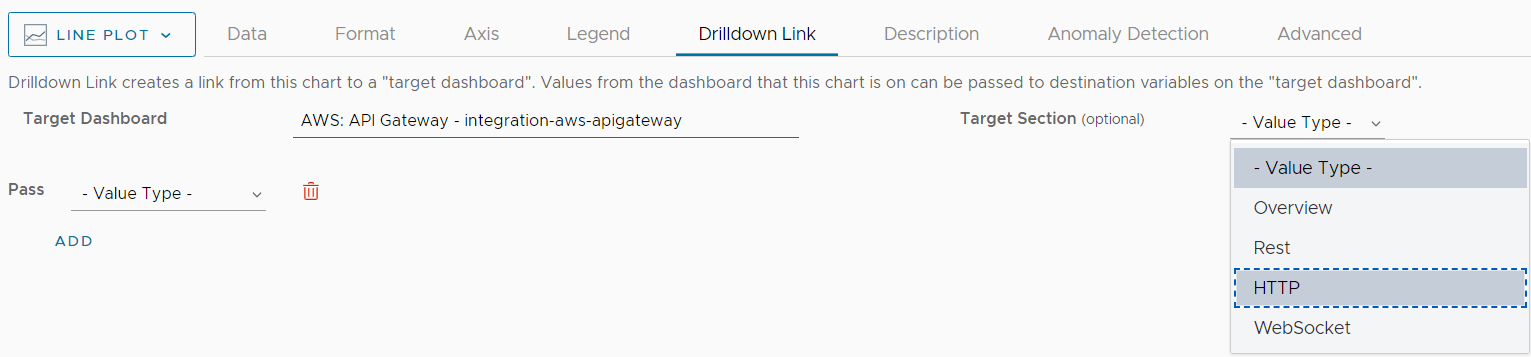 LINE PLOT
Data
Format
Axis
Legend
Drilldown Link
Description
Anomaly Detection
Advanced
Drilldown Link creates a link from this chart to a "target dashboard". Values from the dashboard that this chart is on can be passed to destination variables on the "target dashboard".
Target Dashboard
AWS: API Gateway - integration-aws-apigateway
Target Section (optional)
- Value Type -
- Value Type -
Overview
Rest
HTTP
WebSocket
Pass
- Value Type -
ADD